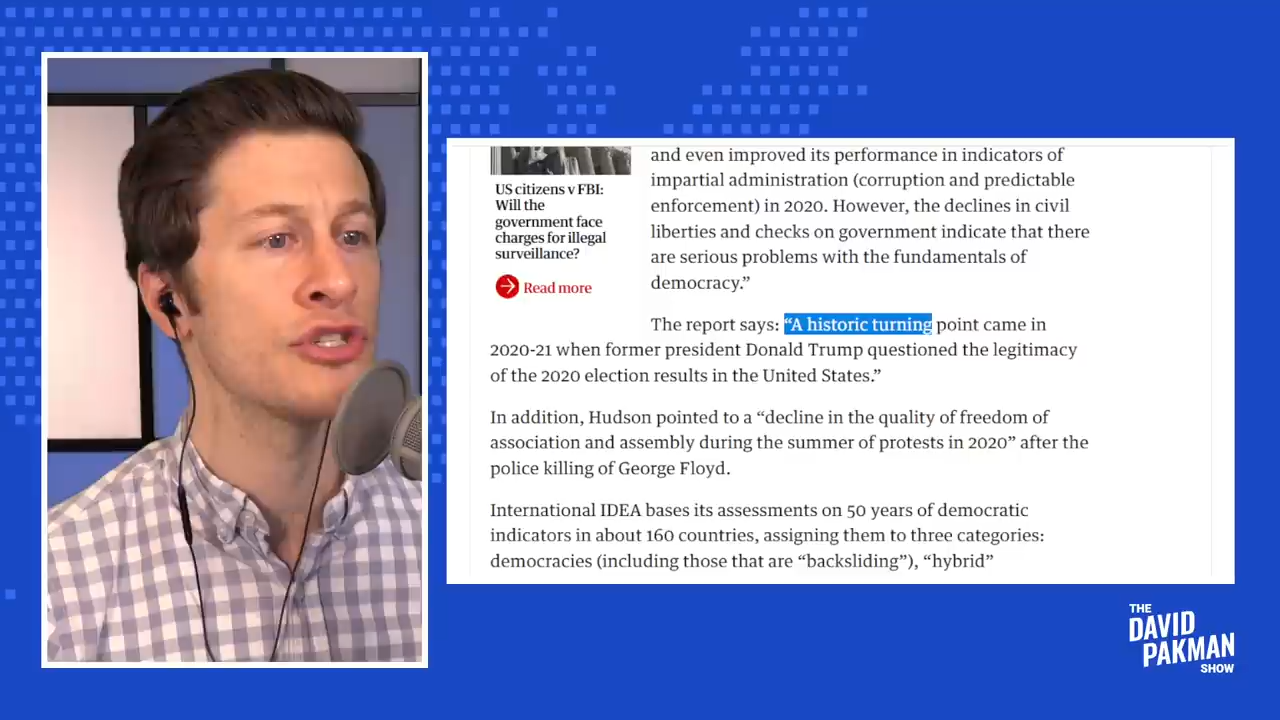 US citizens v FBI:
Will the
government face
charges for illegal
surveillance?
Read more
and even improved its performance in indicators of
impartial administration (corruption and predictable
enforcement) in 2020. However, the declines in civil
liberties and checks on government indicate that there
are serious problems with the fundamentals of
democracy.”
The report says: “A historic turning point came in
2020-21 when former president Donald Trump questioned the legitimacy
of the 2020 election results in the United States.”
In addition, Hudson pointed to a “decline in the quality of freedom of
association and assembly during the summer of protests in 2020” after the
police killing of George Floyd.
International IDEA bases its assessments on 50 years of democratic
indicators in about 160 countries, assigning them to three categories:
democracies (including those that are “backsliding”), “hybrid”
THE
DAVID
PAKMAN
SHOW